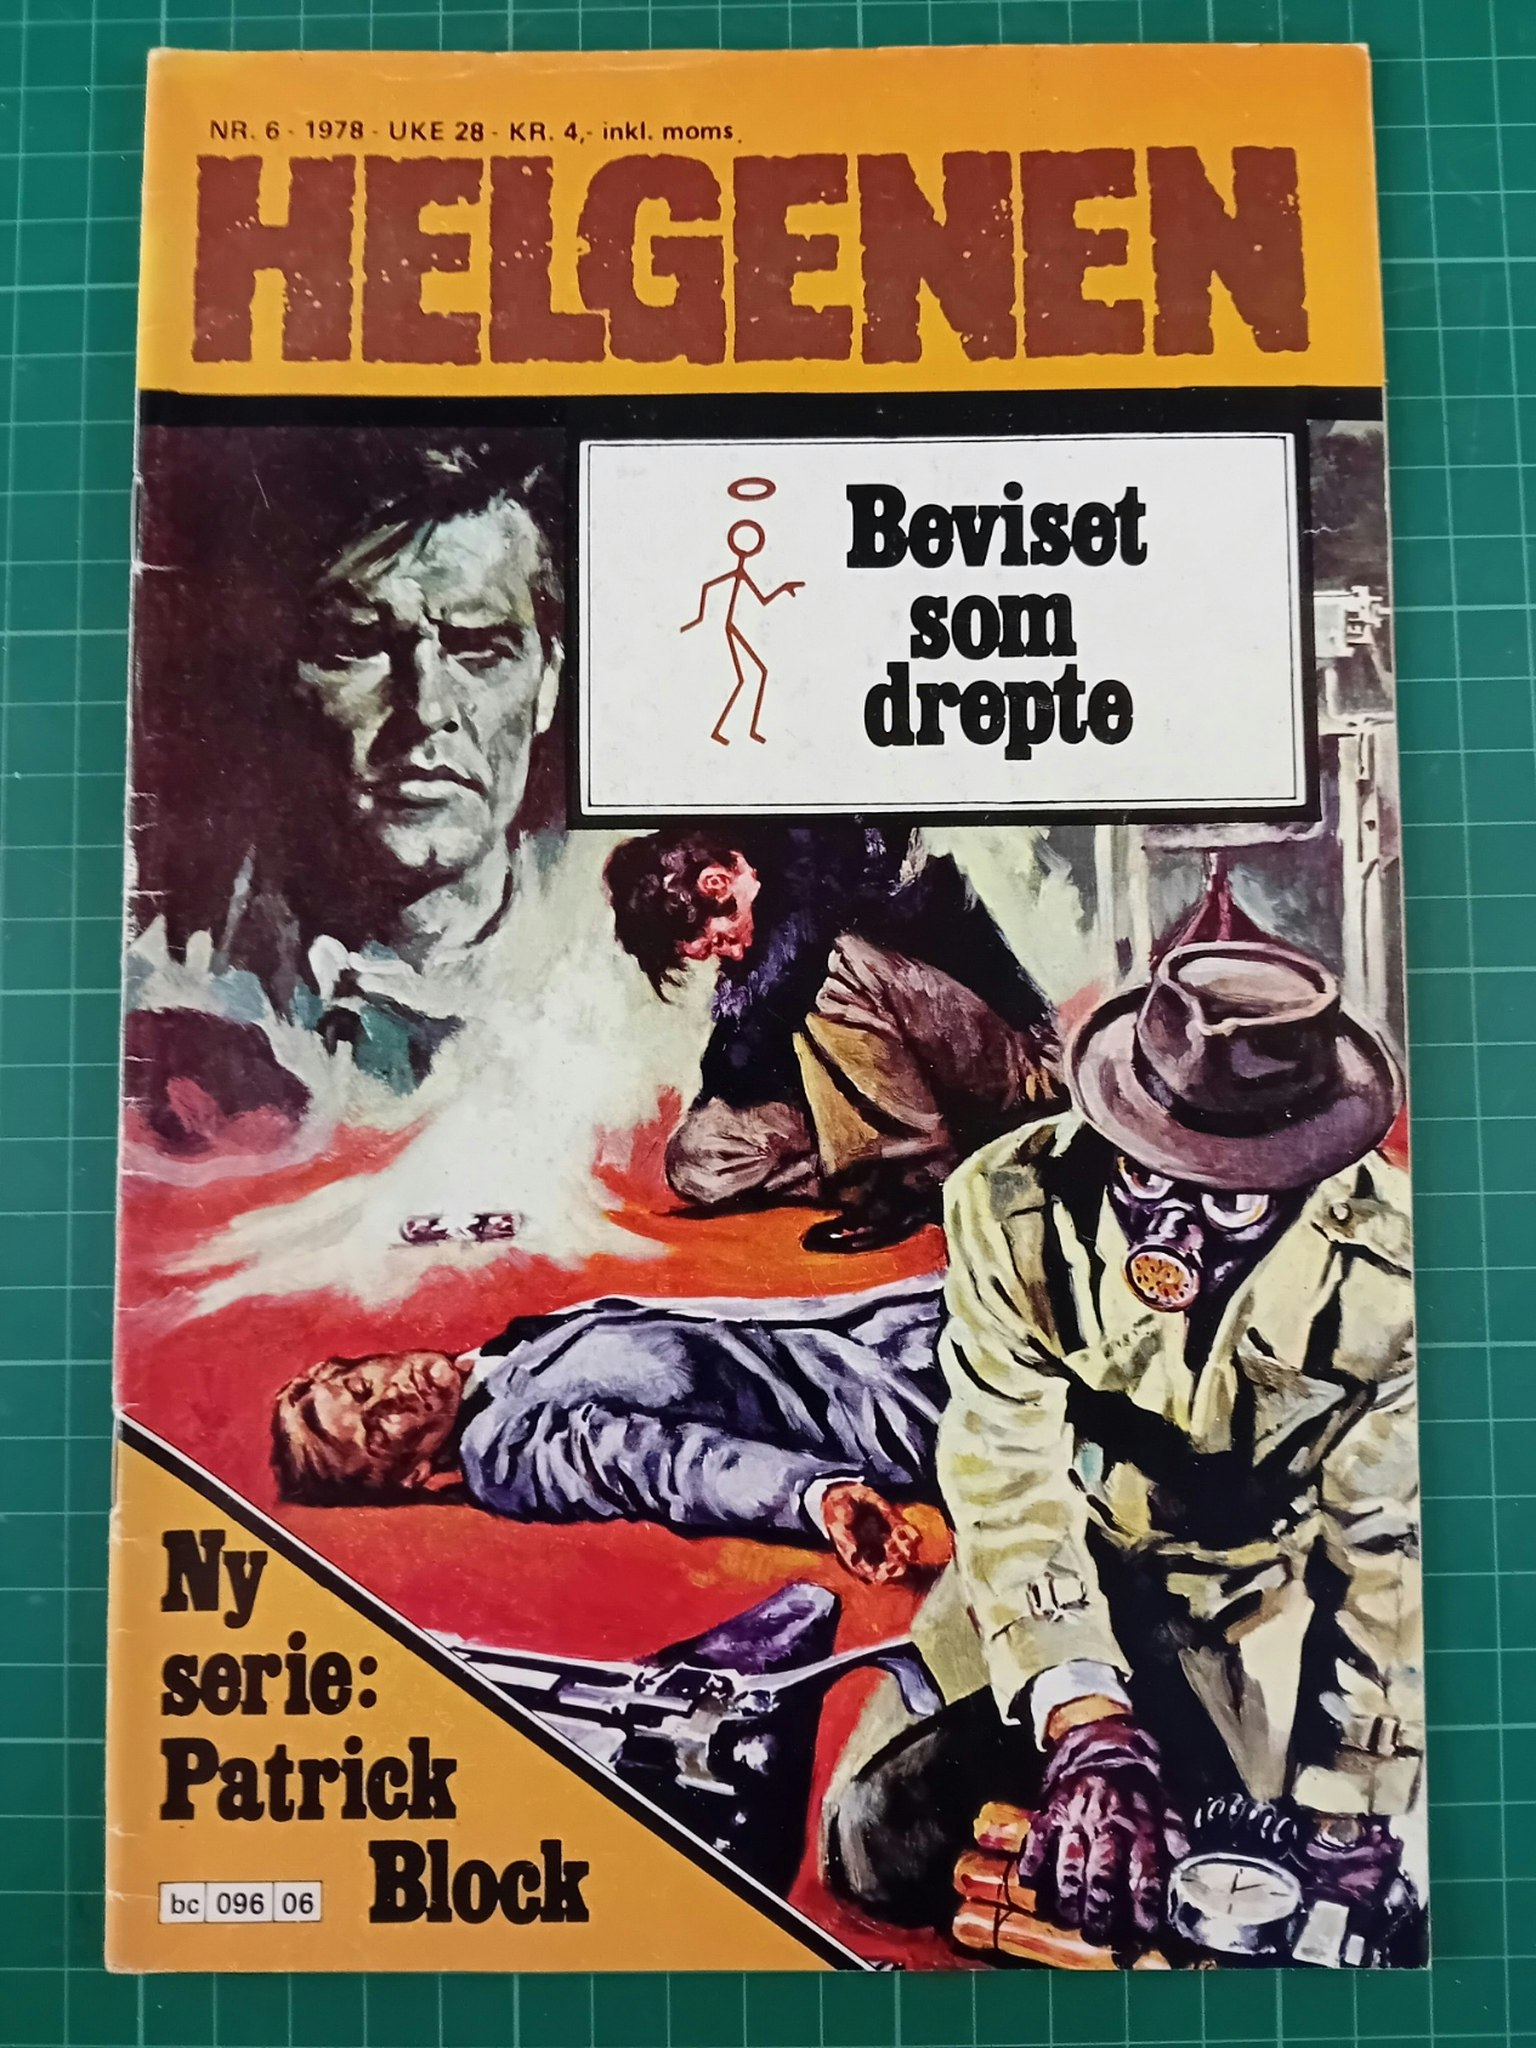 NR. 6 - 1978 - UKE 28 - KR. 4,- inkl. moms.
HELGENEN
Beviset
som
drepte
Ny
serie:
Patrick
Block
bc 096 06